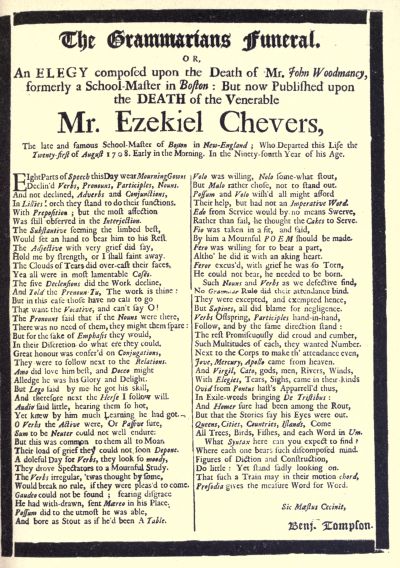 The Grammarians Funeral.
OR,
An ELEGY composed upon the Death of Mr. John Woodmancy,
formerly a School-Master in Boston: But now Published upon
the DEATH of the Venerable
Mr. Ezekiel Chevers,
The late and famous School-Master of Boston in New-England; Who Departed this Life the
Twenty-first of August 1708. Early in the Morning. In the Ninety-fourth Year of his Age.
EIght Parts of Speech this Day wear Mourning Gowns
Declin'd Verbs, Pronouns, Participles, Nouns.
And not declined, Adverbs and Conjunctions,
In Lillies Porch they stand to do their functions.
With Preposition; but the most affection
Was still observed in the Interjection.
The Substantive seeming the limbed best,
Would set an hand to bear him to his Rest
The Adjective with very grief did say,
Hold me by strength, or I shall faint away.
The Clouds of Tears did over-cast their faces,
Yea all were in most lamentable Cases.
The five Declensions did the Work decline,
And Told the Pronoun Tu, The work is thine:
But in this case those have no call to go
That want the Vocative, and can't say O!
The Pronouns said that if the Nouns were there,
There was no need of them, they might them spare:
But for the sake of Emphasis they would,
In their Discretion do what ere they could.
Great honour was confer'd on Conjugations,
They were to follow next to the Relations.
Amo did love him best, and Doceo might
Alledge he was his Glory and Delight.
But Lego said by me he got his skill,
And therefore next the Herse I follow will.
Audio said little, hearing them so hot,
Yet knew by him much Learning he had got.
O Verbs the Active were, Or Passive sure,
Sum to be Neuter could not well endure.
But this was common to them all to Moan
Their load of grief they could not soon Depone.
A doleful Day for Verbs, they look so moody,
They drove Spectators to a Mournful Study.
The Verbs irregular, 'twas thought by some,
Would break no rule, if they were pleas'd to come.
Gaudeo could not be found; fearing disgrace
He had with-drawn, sent Mæreo in his Place.
Possum did to the utmost he was able,
And bore as Stout as if he'd been A Table.
Volo was willing, Nolo some-what stout,
But Malo rather chose, not to stand out.
Possum and Volo wish'd all might afford
Their help, but had not an Imperative Word.
Edo from Service would by no means Swerve,
Rather than fail, he thought the Cakes to Serve.
Fio was taken in a fit, and said,
By him a Mournful POEM should be made.
Fero was willing for to bear a part,
Altho' he did it with an aking heart.
Feror excus'd, with grief he was so Torn,
He could not bear, he needed to be born.
Such Nouns and Verbs as we defective find,
No Grammar Rule did their attendance bind.
They were excepted, and exempted hence,
But Supines, all did blame for negligence.
Verbs Offspring, Participles hand-in-hand,
Follow, and by the same direction stand:
The rest Promiscuously did croud and cumber,
Such Multitudes of each, they wanted Number.
Next to the Corps to make th' attendance even,
Jove, Mercury, Apollo came from heaven.
And Virgil, Cato, gods, men, Rivers, Winds,
With Elegies, Tears, Sighs, came in their kinds
Ovid from Pontus hast's Apparrell'd thus,
In Exile-weeds bringing De Tristibus:
And Homer sure had been among the Rout,
But that the Stories say his Eyes were out.
Queens, Cities, Countries, Islands, Come
All Trees, Birds, Fishes, and each Word in Um.
What Syntax here can you expect to find?
Where each one bears such discomposed mind.
Figures of Diction and Construction,
Do little: Yet stand sadly looking on.
That such a Train may in their motion chord,
Prosodia gives the measure Word for Word.
Sic Mæstus Cecinit,
Benj. Tompson.